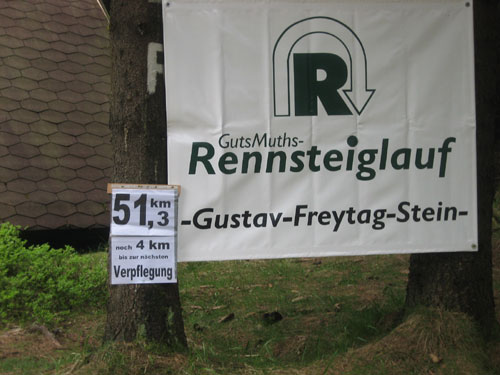 R
GutsMuths-
Rennsteiglauf
-Gustav-Freytag-Stein-
51,3 km
noch 4 km
bis zur nächsten
Verpflegung